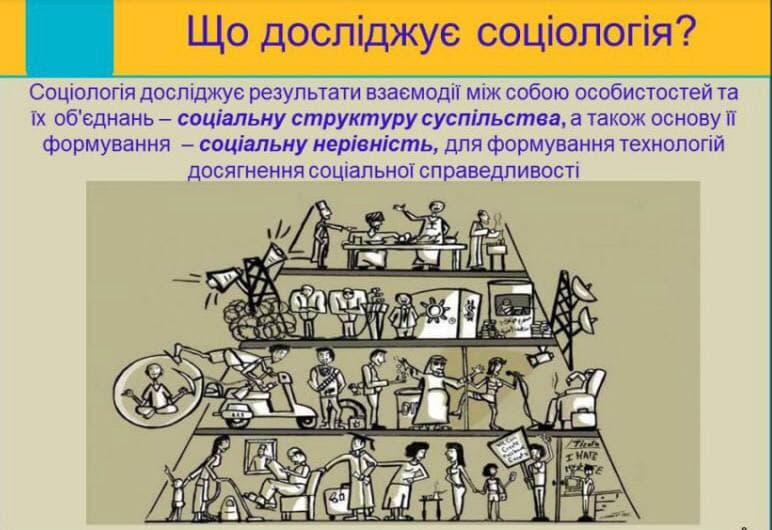 Що досліджує соціологія?
Соціологія досліджує результати взаємодії між собою особистостей та
їх об'єднань – соціальну структуру суспільства, а також основу її
формування – соціальну нерівність, для формування технологій
досягнення соціальної справедливості
I HATE